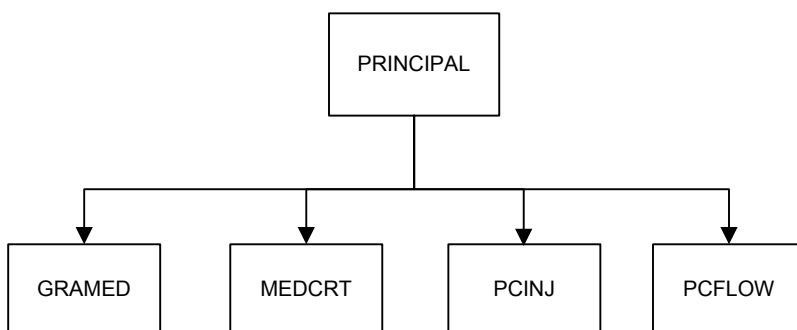 PRINCIPAL
GRAMED
MEDCRT
PCINJ
PCFLOW